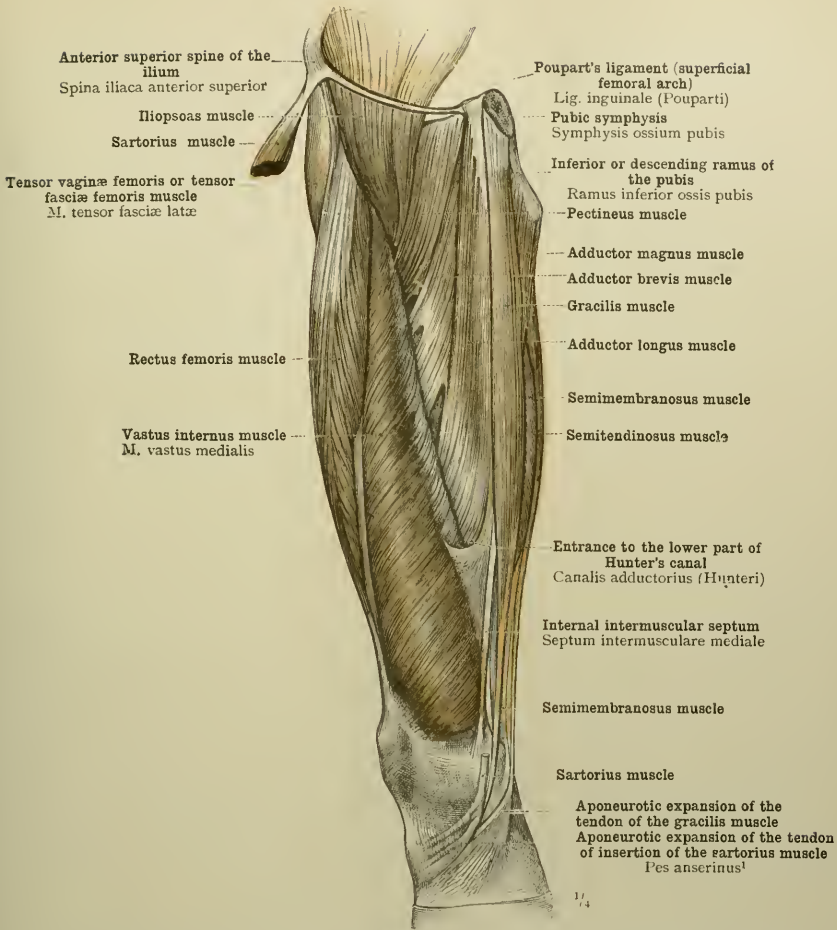 Anterior superior spine of the
ilium
Spina iliaca anterior superior
Iliopsoas muscle
Sartorius muscle
Tensor vaginæ femoris or tensor
fasciæ femoris muscle
M. tensor fasciæ latæ
Rectus femoris muscle
Vastus internus muscle
M. vastus medialis
Poupart's ligament (superficial
femoral arch)
Lig. inguinale (Pouparti)
Pubic symphysis
Symphysis ossium pubis
Inferior or descending ramus of
the pubis
Ramus inferior ossis pubis
Pectineus muscle
Adductor magnus muscle
Adductor brevis muscle
Gracilis muscle
Adductor longus muscle
Semimembranosus muscle
Semitendinosus muscle
Entrance to the lower part of
Hunter's canal
Canalis adductorius (Hunteri)
Internal intermuscular septum
Septum intermusculare mediale
Semimembranosus muscle
Sartorius muscle
Aponeurotic expansion of the
tendon of the gracilis muscle
Aponeurotic expansion of the tendon
of insertion of the sartorius muscle
Pes anserinus¹
1/4